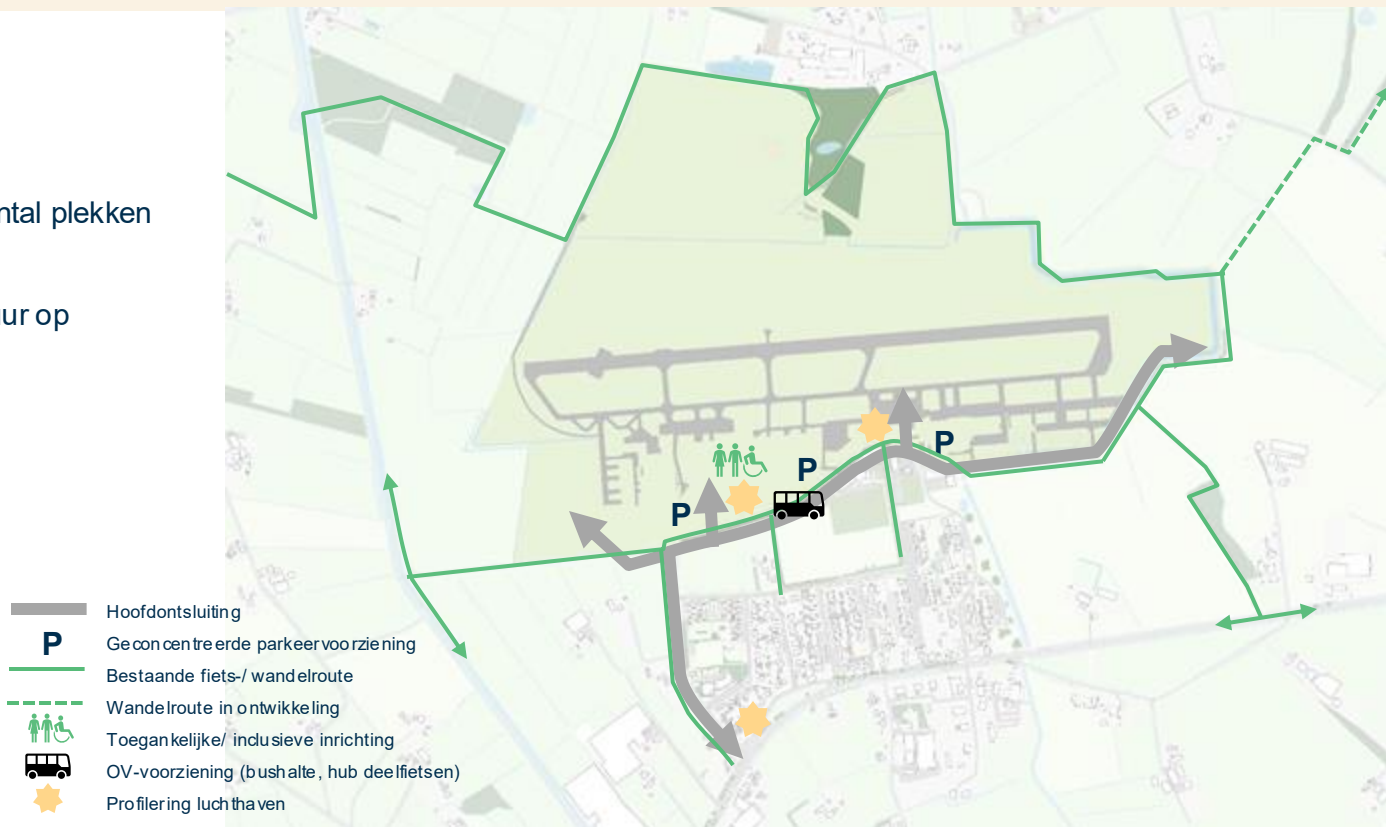 ntal plekken
ur op
P
P
P
Hoofdontsluiting
P Geconcentreerde parkeervoorziening
Bestaande fiets-/ wandelroute
Wandelroute in ontwikkeling
Toegankelijke/ inclusieve inrichting
OV-voorziening (bushalte, hub deelfietsen)
Profilering luchthaven